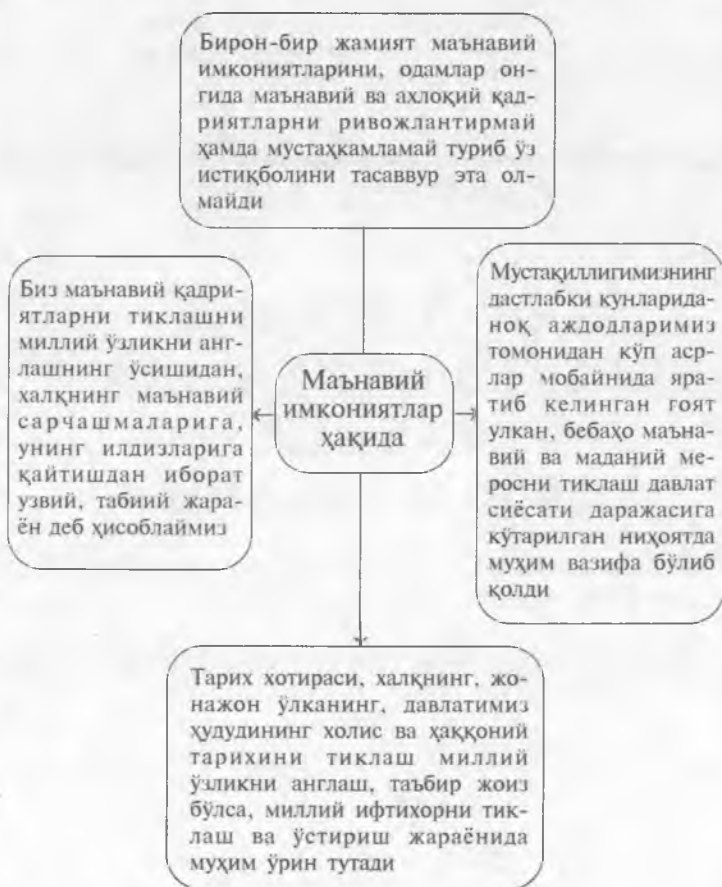 Бирон-бир жамият маънавий
имкониятларини, одамлар он-
гида маънавий ва ахлоқий қад-
риятларни ривожлантирмай
ҳамда мустаҳкамламай туриб ўз
истиқболини тасаввур эта ол-
майди
Биз маънавий қадри-
ятларни тиклашни
миллий ўзликни анг-
лашнинг ўсишидан,
халқнинг маънавий
сарчашмаларига,
унинг илдизларига
қайтишдан иборат
узвий, табиий жара-
ён деб ҳисоблаймиз
Маънавий
имкониятлар
ҳақида
Мустақиллигимизнинг
дастлабки кунларида-
ноқ аждодларимиз
томонидан кўп аср-
лар мобайнида яра-
тиб келинган ғоят
улкан, бебаҳо маъна-
вий ва маданий ме-
росни тиклаш давлат
сиёсати даражасига
кўтарилган ниҳоятда
муҳим вазифа бўлиб
қолди
Тарих хотираси, халқнинг, жо-
нажон ўлканинг, давлатимиз
ҳудудининг холис ва ҳаққоний
тарихини тиклаш миллий
ўзликни англаш, таъбир жоиз
бўлса, миллий ифтихорни тик-
лаш ва ўстириш жараёнида
муҳим ўрин тутади